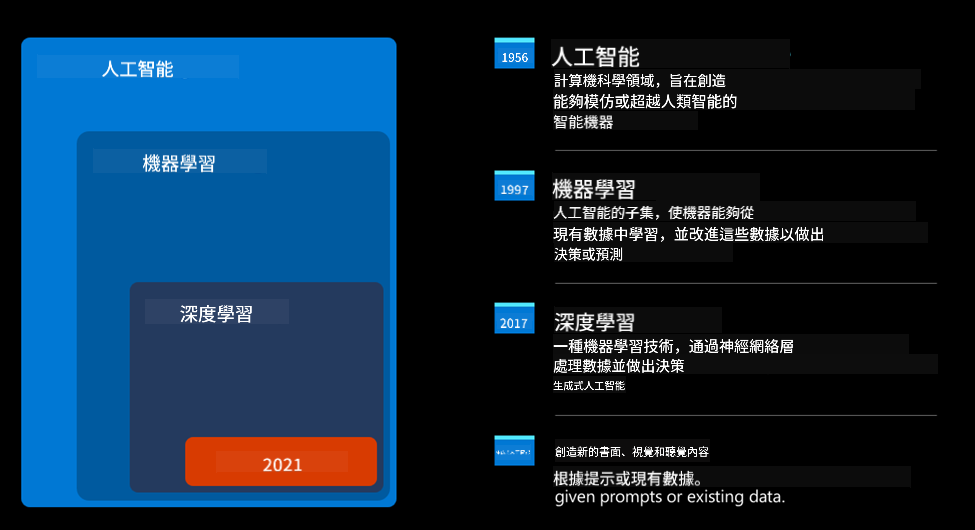 人工智能
機器學習
深度學習
2021
1956
人工智能
計算機科學領域，旨在創造
能夠模仿或超越人類智能的
智能機器
1997
機器學習
人工智能的子集，使機器能夠從
現有數據中學習，並改進這些數據以做出
決策或預測
2017
深度學習
一種機器學習技術，通過神經網絡層
處理數據並做出決策
生成式人工智能
創造新的書面、視覺和聽覺內容
根據提示或現有數據。
given prompts or existing data.